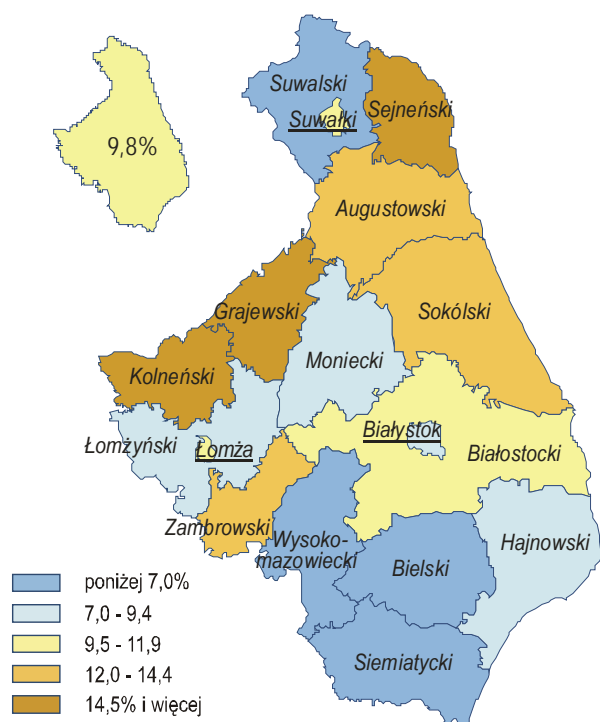 Suwalski
Suwałki
Sejneński
9,8%
Augustowski
Grajewski
Sokólski
Moniecki
Kolneński
Łomżyński
Łomża
Białystok
Białostocki
Zambrowski
Wysoko-
mazowiecki
Hajnowski
Bielski
Siemiatycki
poniżej 7,0%
7,0 - 9,4
9,5 - 11,9
12,0 - 14,4
14,5% i więcej